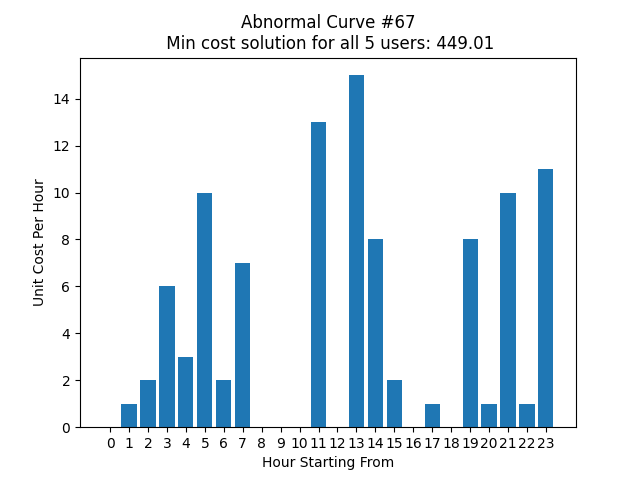 Abnormal Curve #67
Min cost solution for all 5 users: 449.01
Unit Cost Per Hour
14
12
10
8
6
4
2
0
0 1 2 3 4 5 6 7 8 9 10 11 12 13 14 15 16 17 18 19 20 21 22 23
Hour Starting From